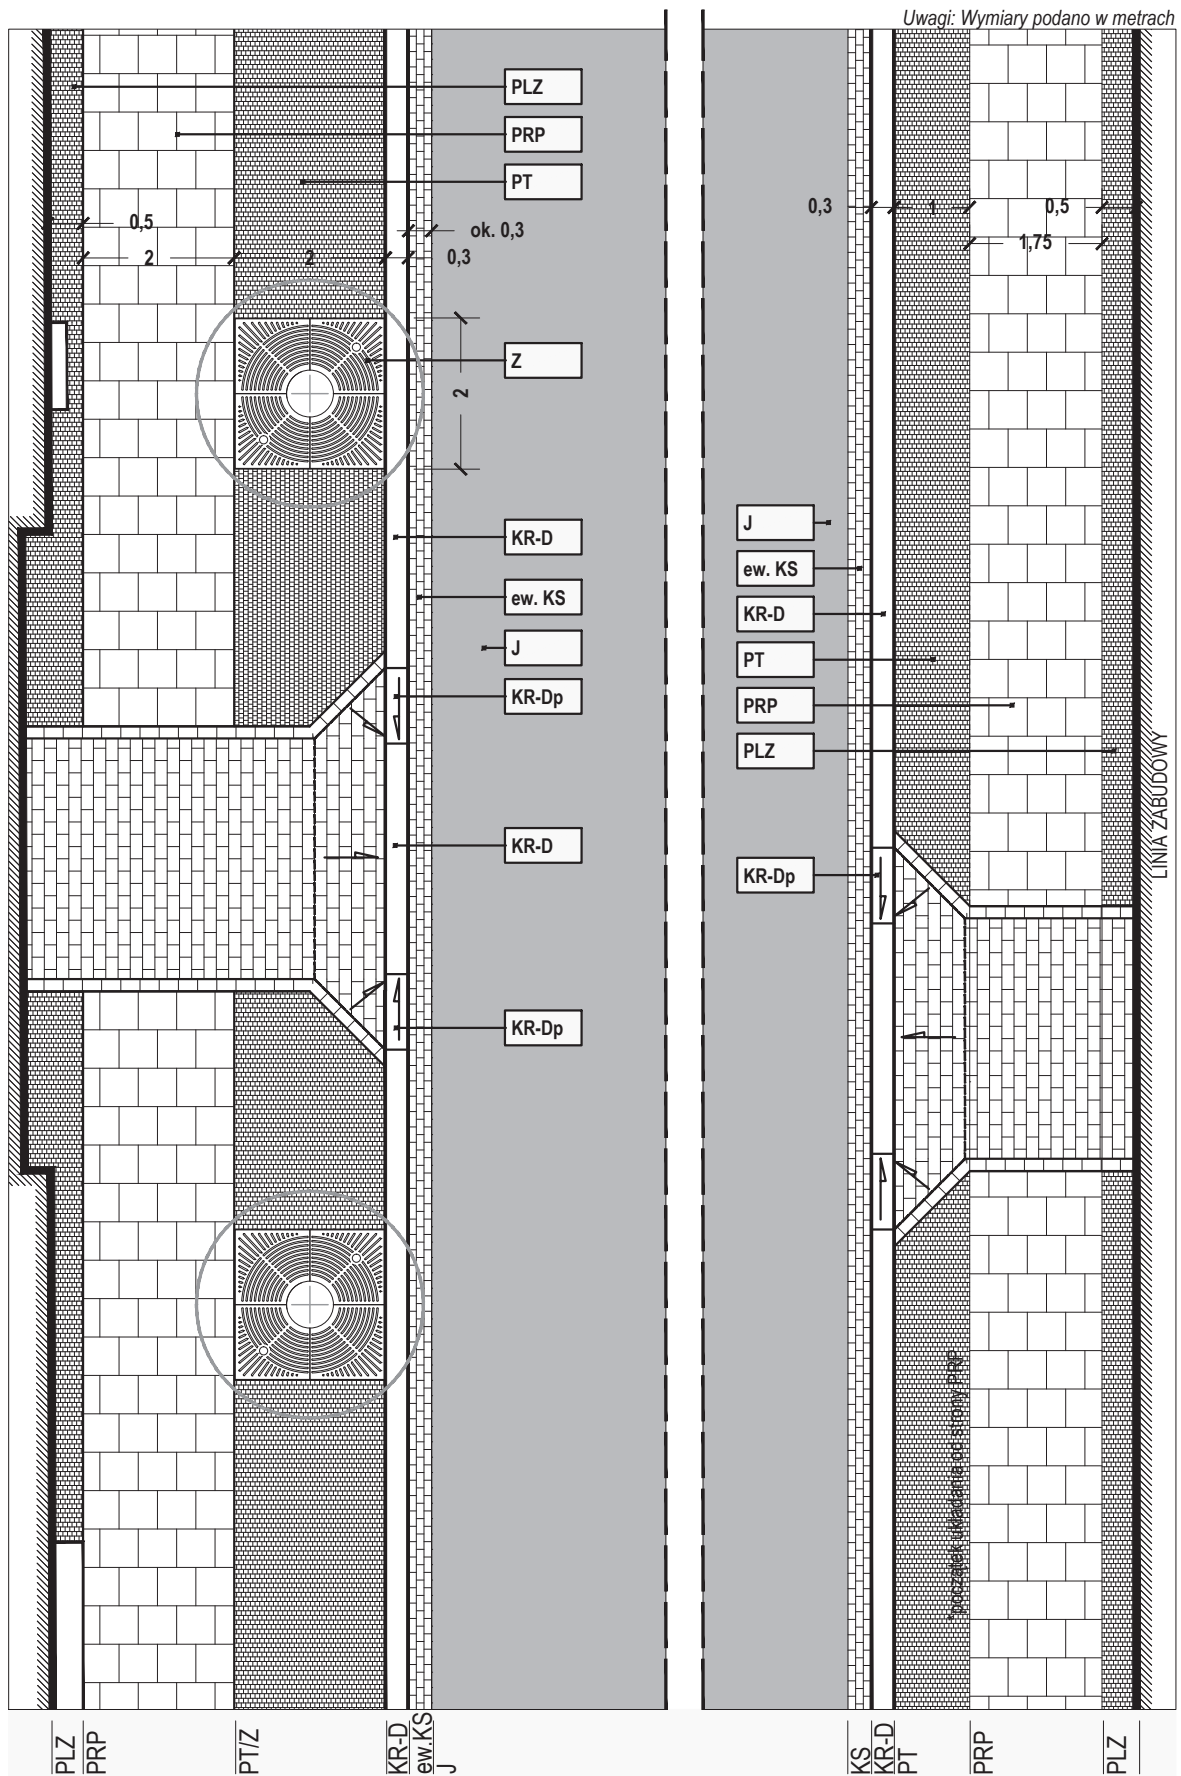 Uwagi: Wymiary podano w metrach
PLZ
PRP
PT
0,5
ok. 0,3
2
2
0,3
0,3
1
0,5
1,75
Z
2
KR-D
ew. KS
J
KR-Dp
KR-D
KR-Dp
J
ew. KS
KR-D
PT
PRP
PLZ
KR-Dp
LINIA ZABUDOWY
*początek układania od strony PRP
PLZ
PRP
PT/Z
KR-D
ew.KS
J
KS
KR-D
PT
PRP
PLZ